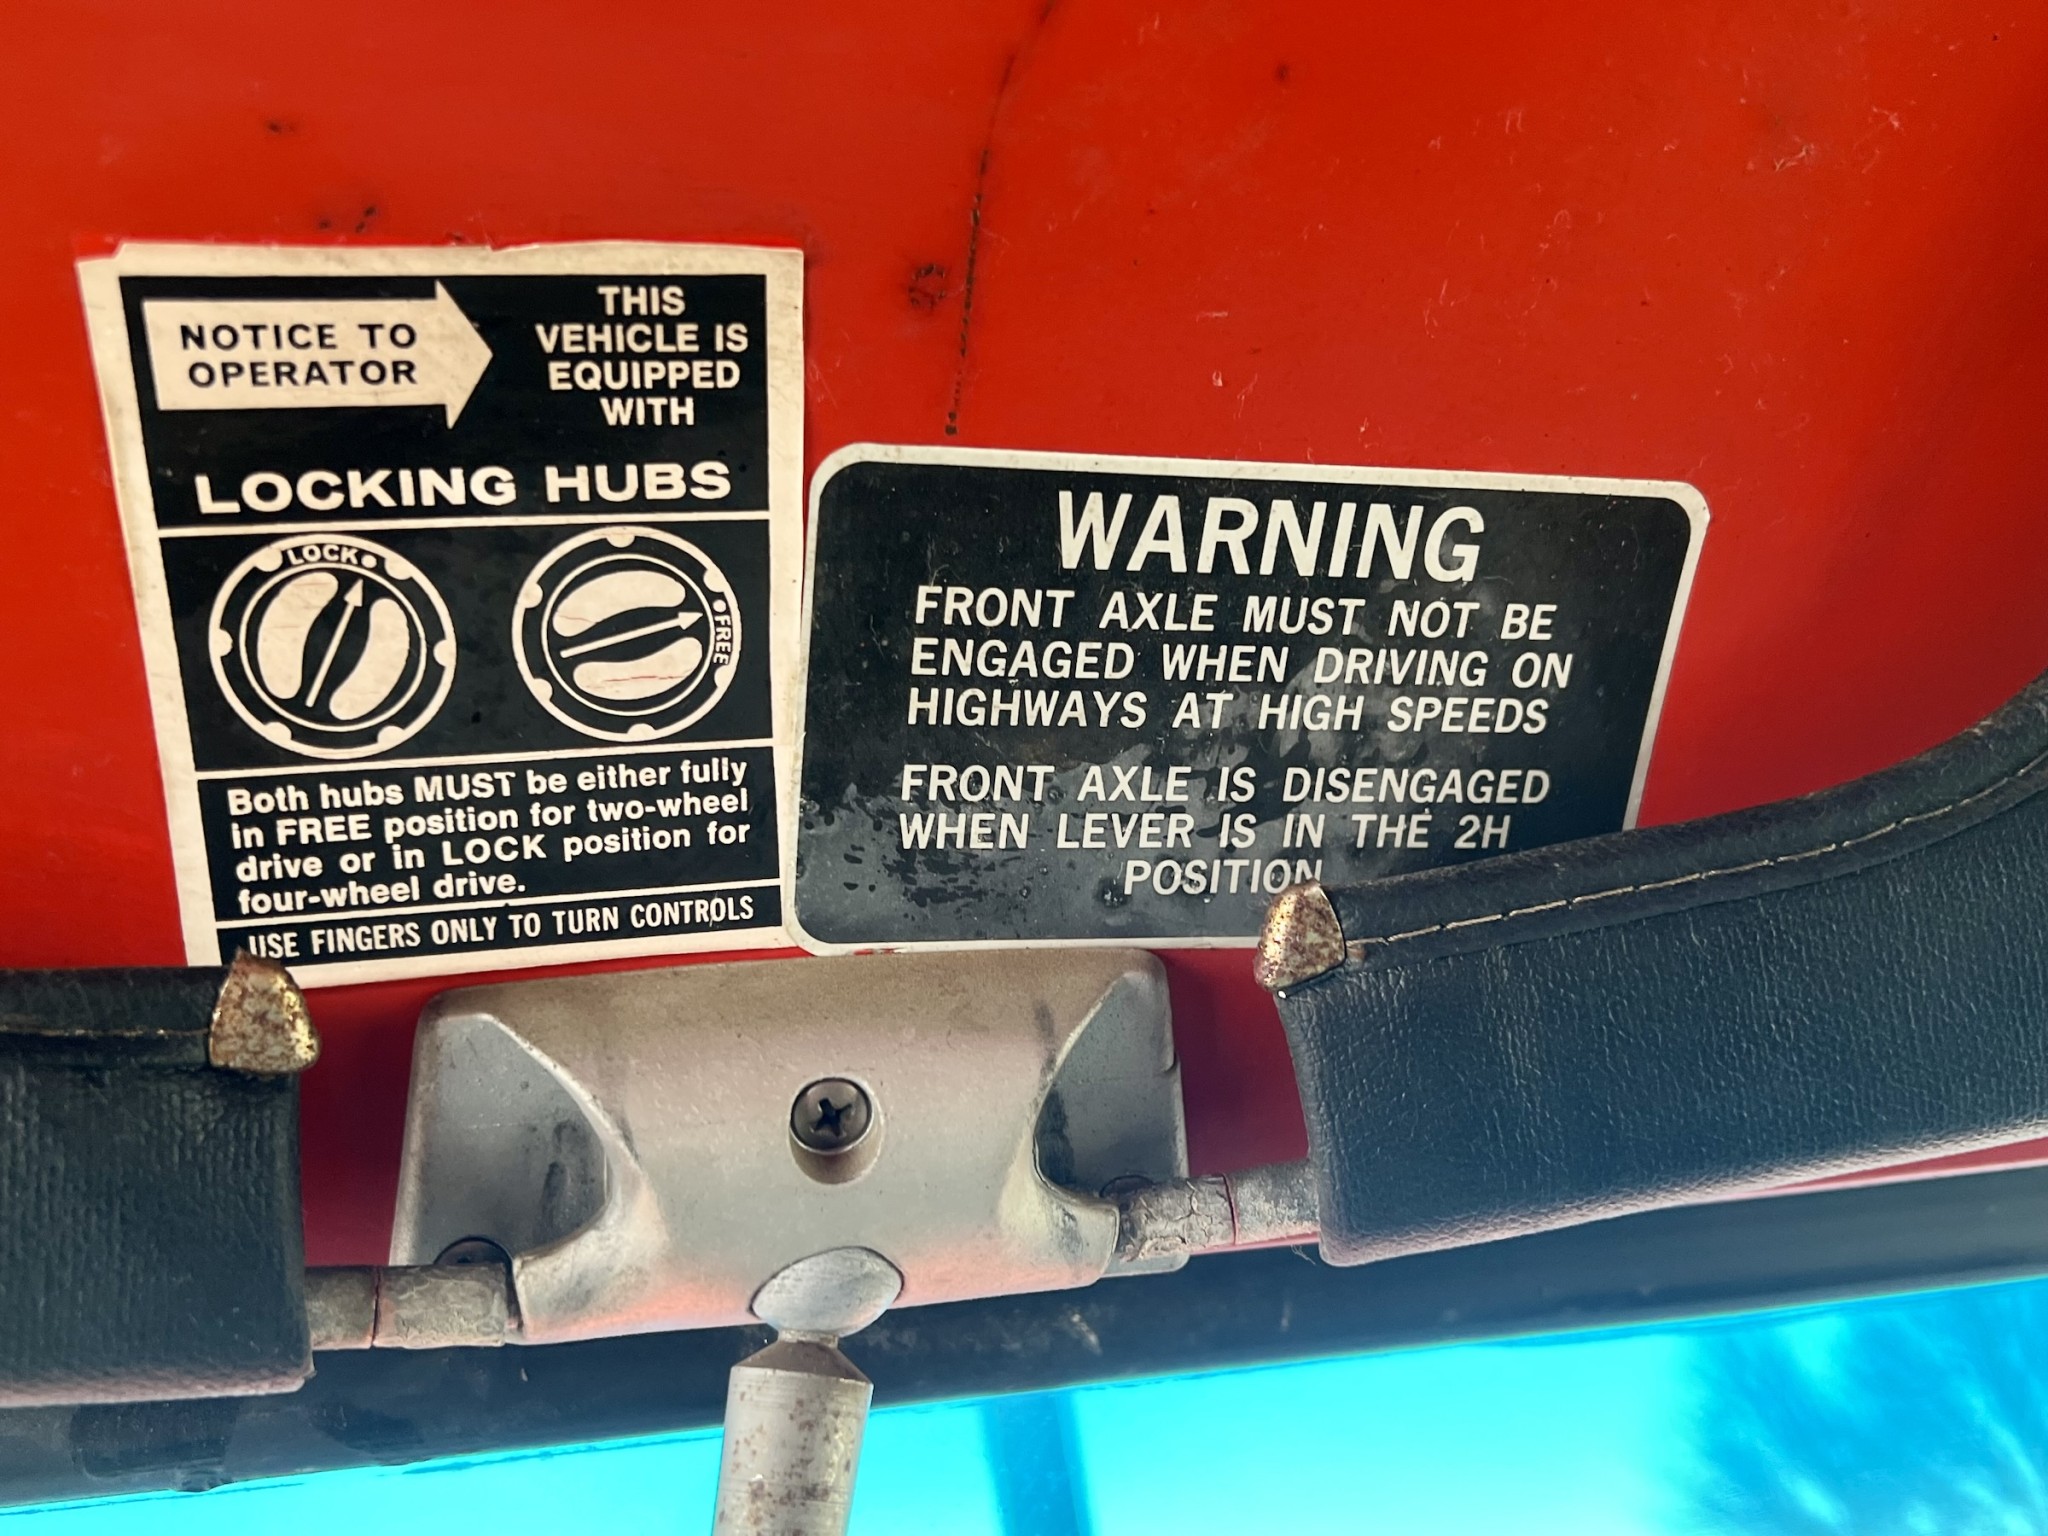 NOTICE TO
OPERATOR
THIS
VEHICLE IS
EQUIPPED
WITH
LOCKING HUBS
LOCK
FREE
Both hubs MUST be either fully
in FREE position for two-wheel
drive or in LOCK position for
four-wheel drive.
USE FINGERS ONLY TO TURN CONTROLS
WARNING
FRONT AXLE MUST NOT BE
ENGAGED WHEN DRIVING ON
HIGHWAYS AT HIGH SPEEDS
FRONT AXLE IS DISENGAGED
WHEN LEVER IS IN THE 2H
POSITION